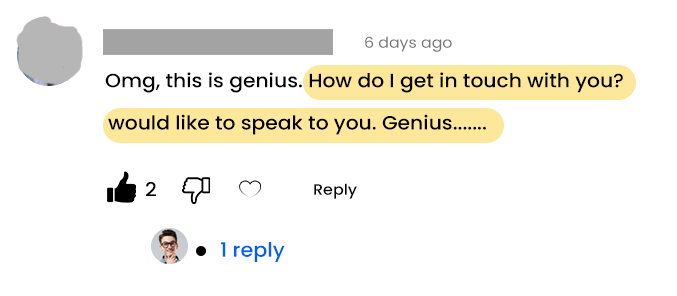 6 days ago
Omg, this is genius. How do I get in touch with you?
would like to speak to you. Genius.......
2
Reply
1 reply